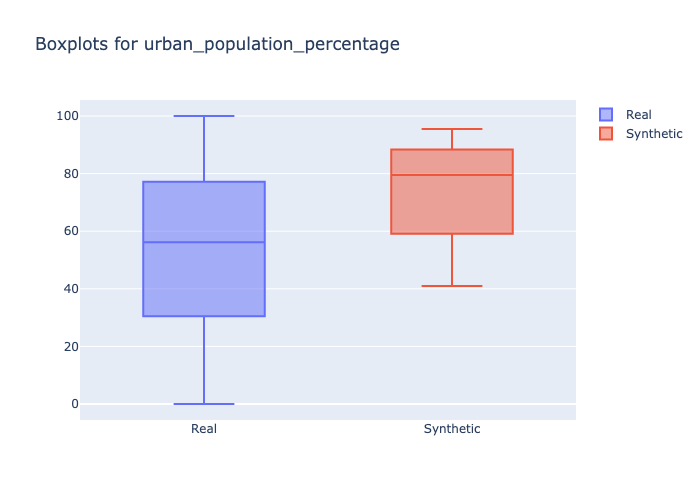 Boxplots for urban_population_percentage
100
80
60
40
20
0
Real
Synthetic
Real
Synthetic